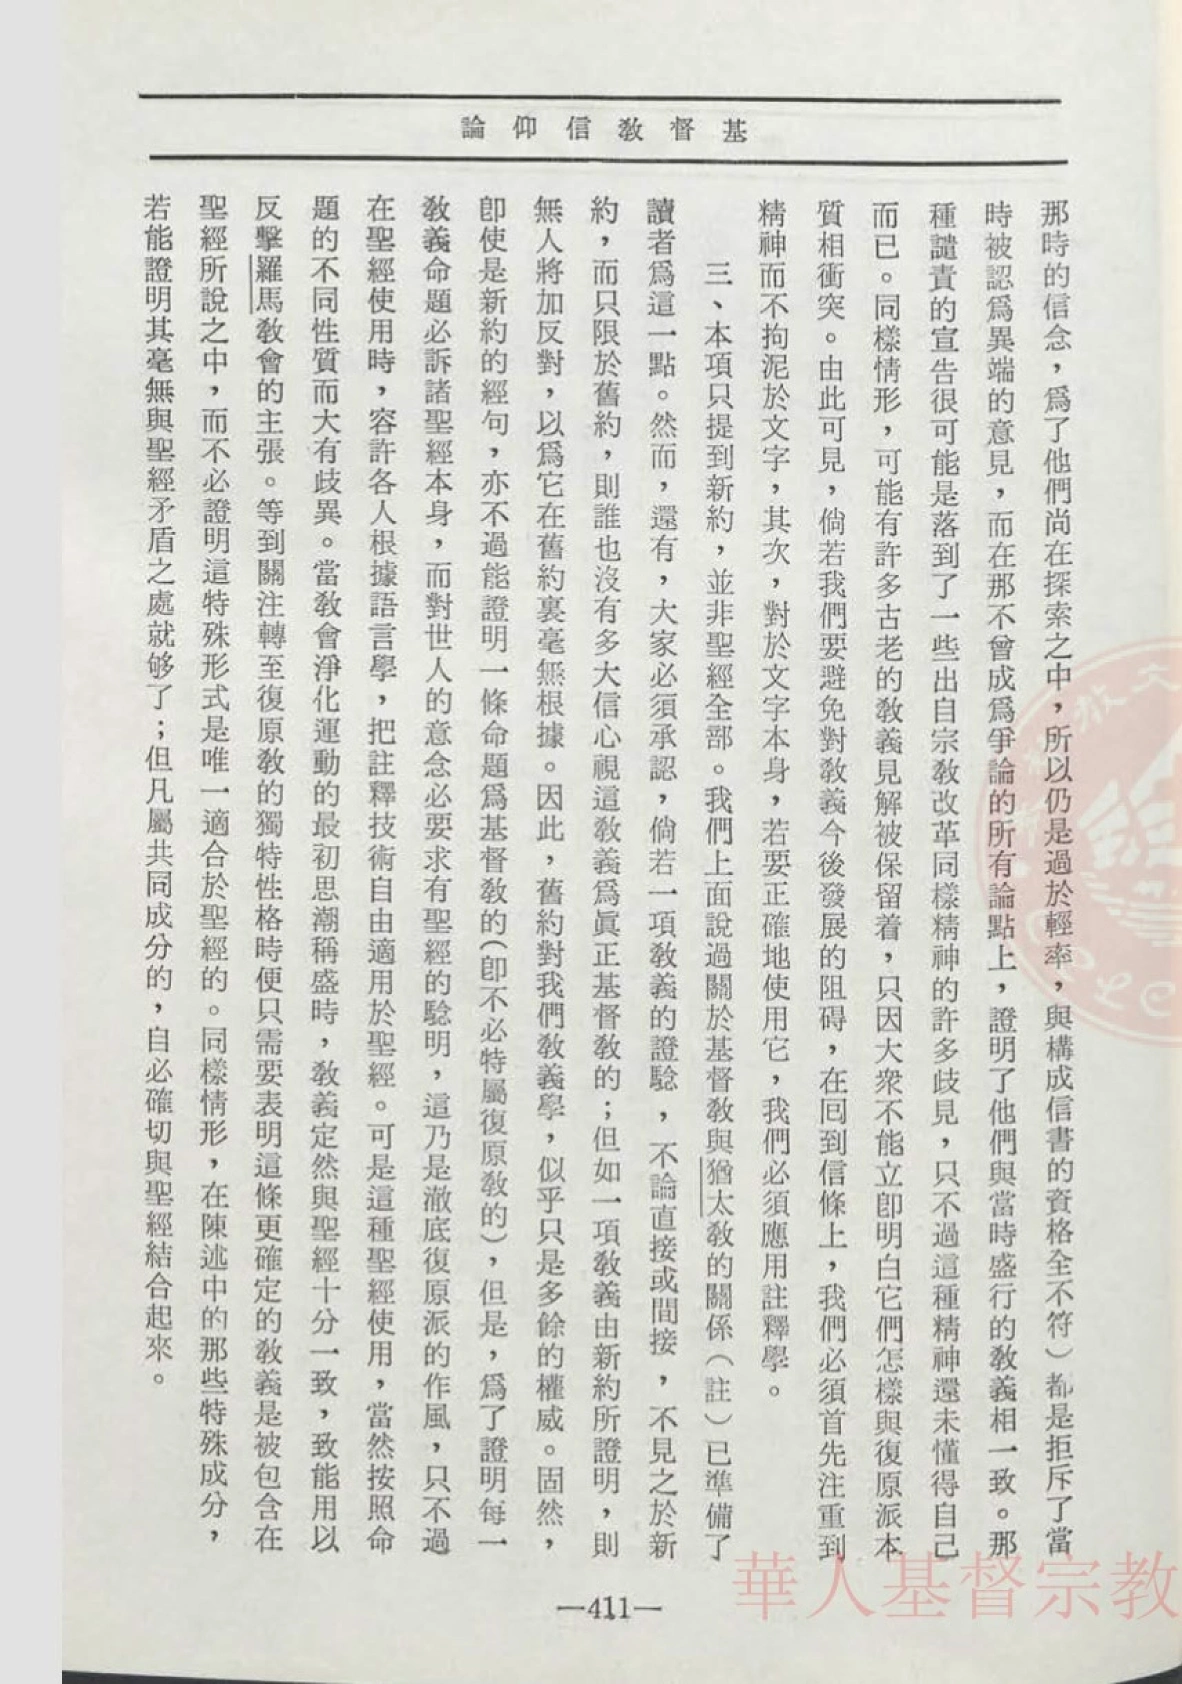 基督教信仰論
那時的信念，爲了他們尚在探索之中，所以仍是過於輕率，與構成信書的資格全不符）都是拒斥了當
時被認爲異端的意見，而在那不曾成爲爭論的所有論點上，證明了他們與當時盛行的教義相一致。那
種譴責的宣告很可能是落到了一些出自宗教改革同樣精神的許多歧見，只不過這種精神還未懂得自己
而已。同樣情形，可能有許多古老的教義見解被保留着，只因大衆不能立卽明白它們怎樣與復原派本
質相衝突。由此可見，倘若我們要避免對教義今後發展的阻碍，在囘到信條上，我們必須首先注重到
精神而不拘泥於文字，其次，對於文字本身，若要正確地使用它，我們必須應用註釋學。
三、本項只提到新約，並非聖經全部。我們上面說過關於基督教與猶太教的關係（註）已準備了
讀者爲這一點。然而，還有，大家必須承認，倘若一項教義的證驗，不論直接或間接，不見之於新
約，而只限於舊約，則誰也沒有多大信心視這教義爲眞正基督教的；但如一項教義由新約所證明，則
無人將加反對，以爲它在舊約裏毫無根據。因此，舊約對我們教義學，似乎只是多餘的權威。固然，
卽使是新約的經句，亦不過能證明一條命題爲基督教的（卽不必特屬復原教的），但是，爲了證明每一
教義命題必訴諸聖經本身，而對世人的意念必要求有聖經的驗明，這乃是澈底復原派的作風，只不過
在聖經使用時，容許各人根據語言學，把註釋技術自由適用於聖經。可是這種聖經使用，當然按照命
題的不同性質而大有歧異。當教會淨化運動的最初思潮稱盛時，教義定然與聖經十分一致，致能用以
反擊羅馬教會的主張。等到關注轉至復原教的獨特性格時便只需要表明這條更確定的教義是被包含在
聖經所說之中，而不必證明這特殊形式是唯一適合於聖經的。同樣情形，在陳述中的那些特殊成分，
若能證明其毫無與聖經矛盾之處就够了；但凡屬共同成分的，自必確切與聖經結合起來。
—411—
華人基督宗教